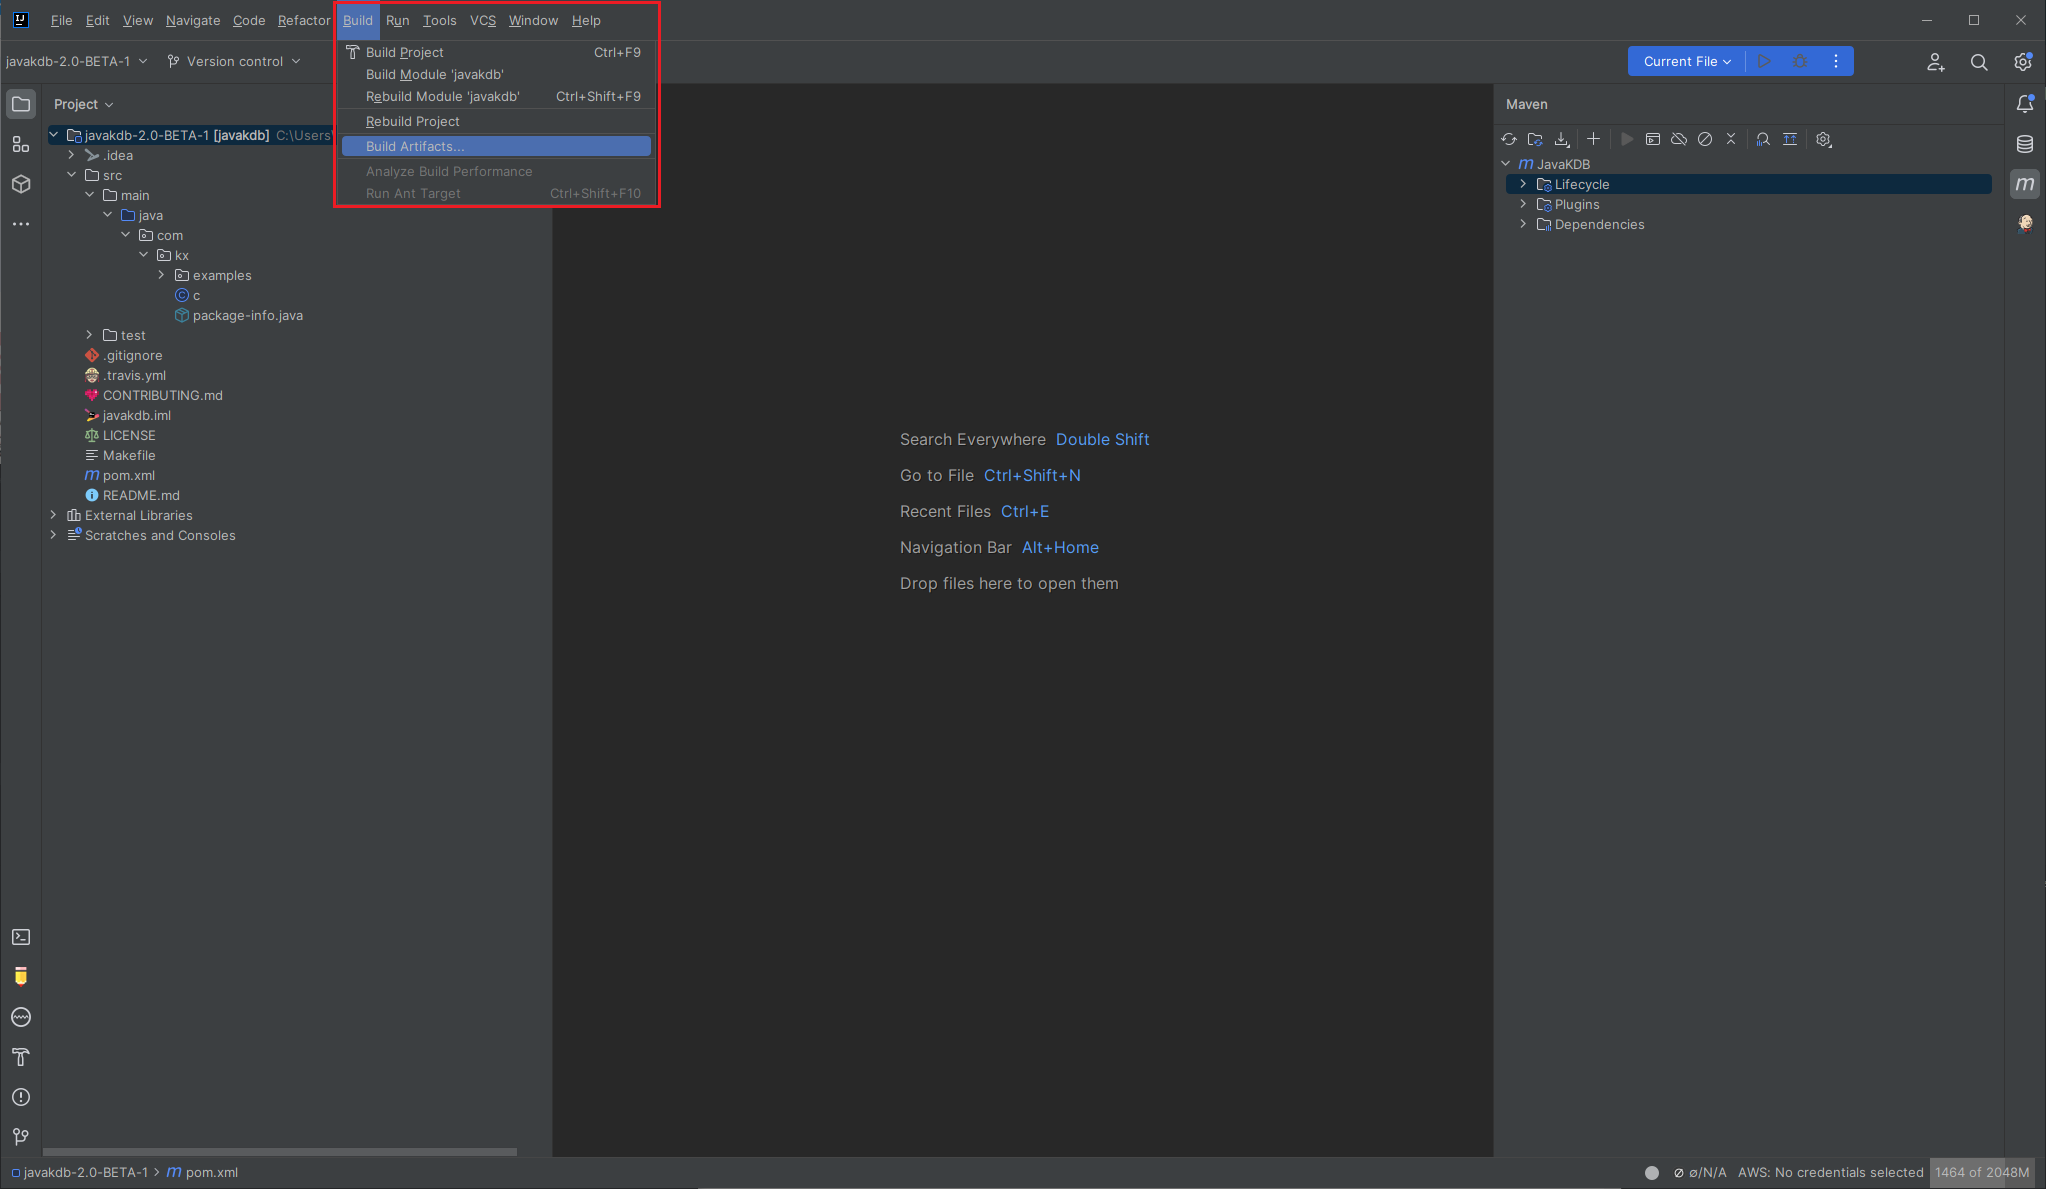 File Edit View Navigate Code Refactor Build Run Tools VCS Window Help
javakdb-2.0-BETA-1 Version control
Current File
Build Project Ctrl+F9
Build Module 'javakdb'
Rebuild Module 'javakdb' Ctrl+Shift+F9
Rebuild Project
Build Artifacts...
Analyze Build Performance
Run Ant Target Ctrl+Shift+F10
Project
javakdb-2.0-BETA-1 [javakdb] C:\Users\
.idea
src
main
java
com
kx
examples
c
package-info.java
test
.gitignore
.travis.yml
CONTRIBUTING.md
javakdb.iml
LICENSE
Makefile
pom.xml
README.md
External Libraries
Scratches and Consoles
Search Everywhere Double Shift
Go to File Ctrl+Shift+N
Recent Files Ctrl+E
Navigation Bar Alt+Home
Drop files here to open them
Maven
JavaKDB
Lifecycle
Plugins
Dependencies
javakdb-2.0-BETA-1 > pom.xml
∅/N/A AWS: No credentials selected 1464 of 2048M